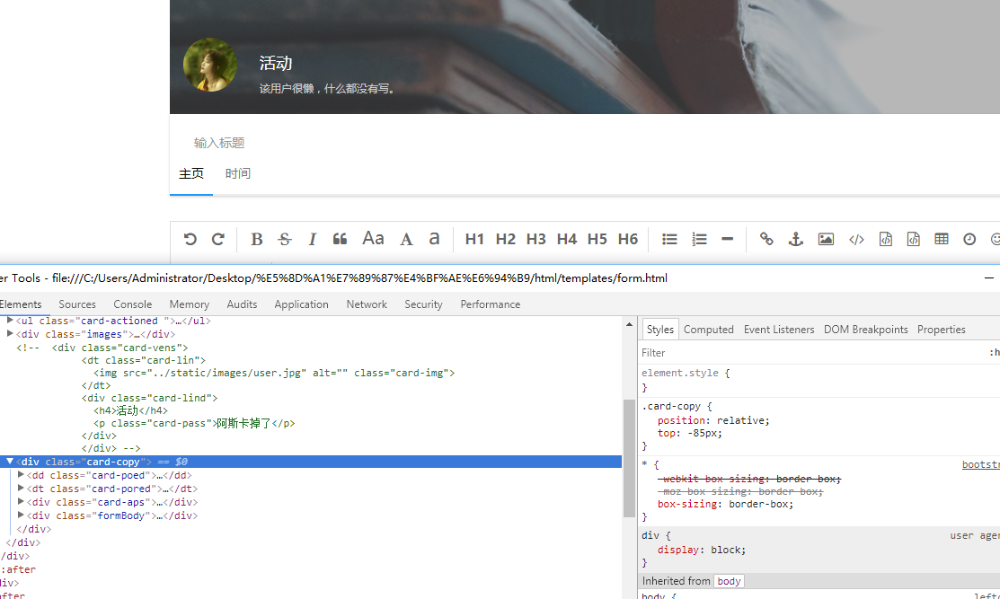 活动
该用户很懒，什么都没有写。
输入标题
主页 时间
B S I Aa A a H1 H2 H3 H4 H5 H6
er Tools - file:///C:/Users/Administrator/Desktop/%E5%8D%A1%E7%89%87%E4%BF%AE%E6%94%B9/html/templates/form.html
Elements Sources Console Memory Audits Application Network Security Performance
<ul class="card-actioned ">…</ul>
<div class="images">…</div>
<!-- <div class="card-vens">
<dt class="card-lin">
<img src="../static/images/user.jpg" alt="" class="card-img">
</dt>
<div class="card-lind">
<h4>活动</h4>
<p class="card-pass">阿斯卡掉了</p>
</div>
</div> -->
<div class="card-copy"> == $0
<dd class="card-poed">…</dd>
<dt class="card-pored">…</dt>
<div class="card-aps">…</div>
<div class="formBody">…</div>
</div>
</div>
/div>
:after
div>
after
Styles Computed Event Listeners DOM Breakpoints Properties
Filter :h
element.style {
}
.card-copy {
position: relative;
top: -85px;
}
* { bootstr
-webkit-box-sizing: border-box;
-moz-box-sizing: border-box;
box-sizing: border-box;
}
div { user ager
display: block;
}
Inherited from body
body { lefto